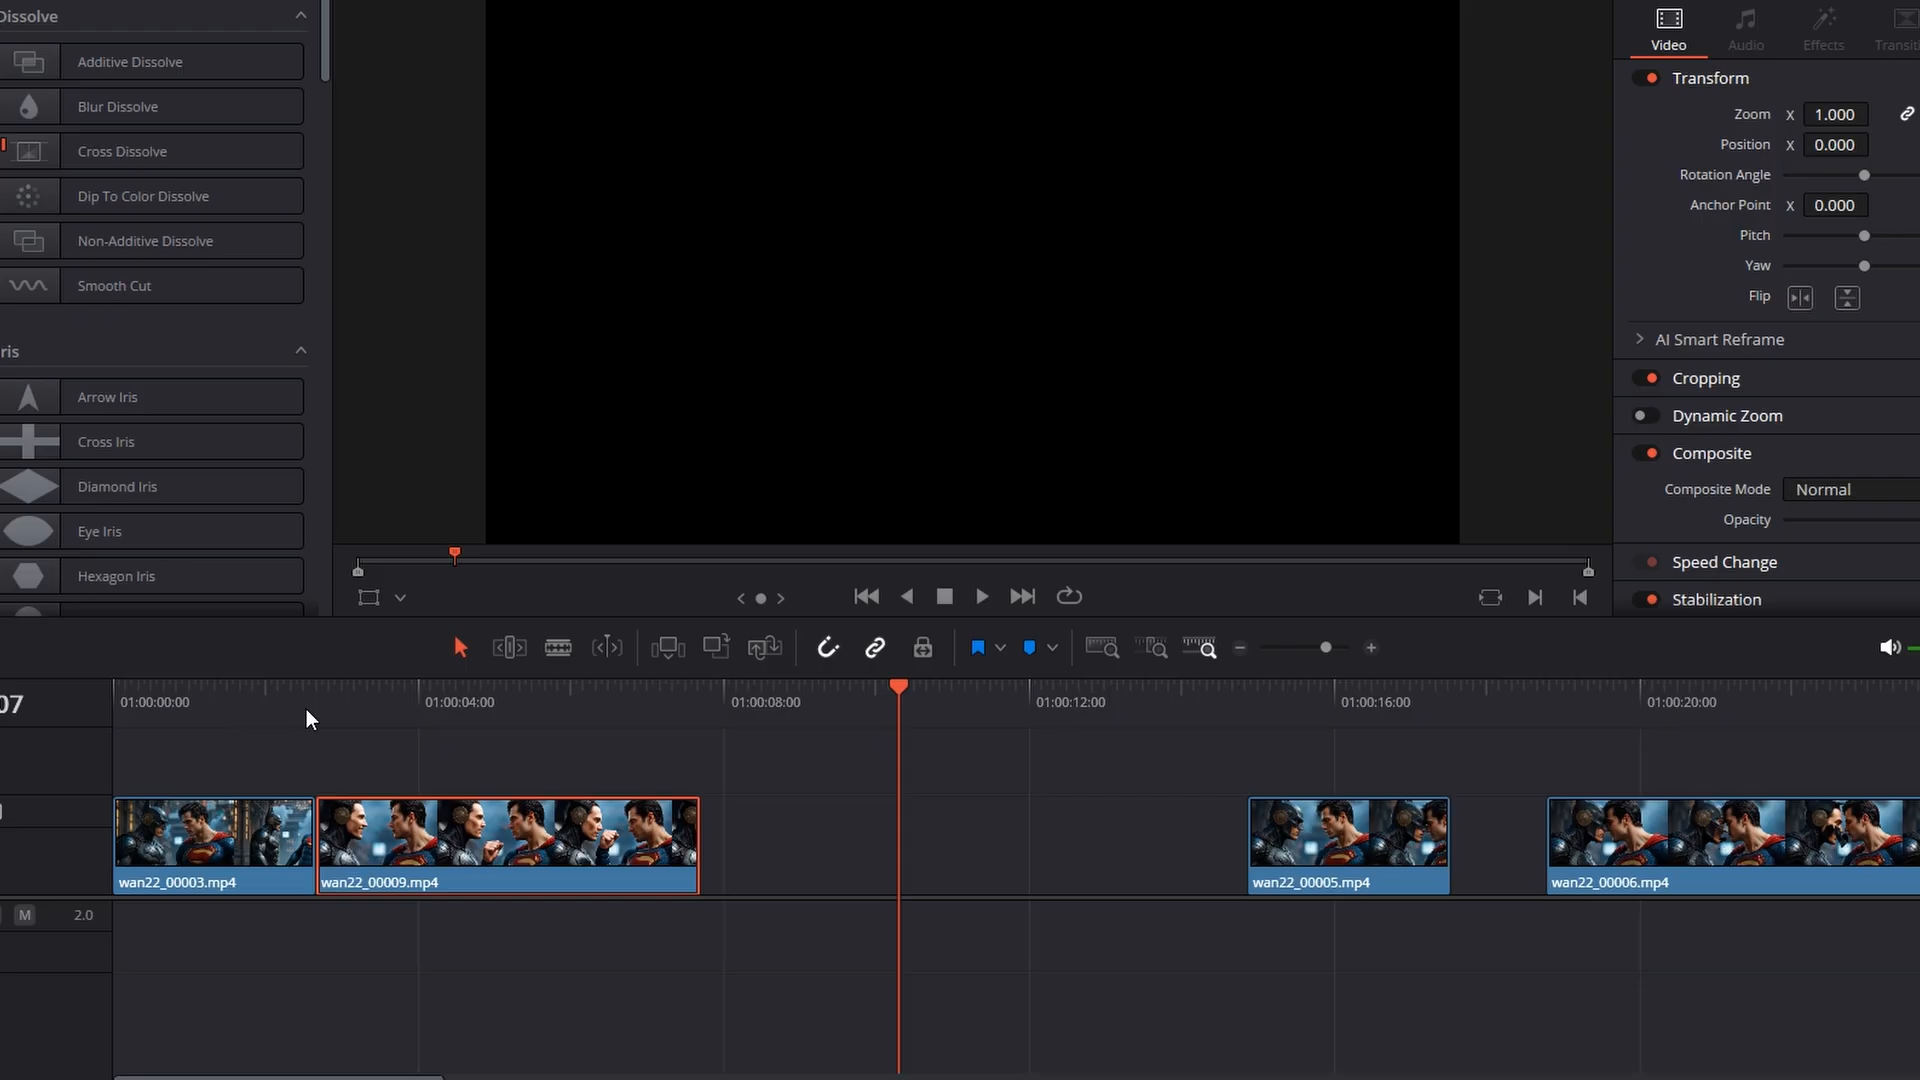 Dissolve
Additive Dissolve
Blur Dissolve
Cross Dissolve
Dip To Color Dissolve
Non-Additive Dissolve
Smooth Cut
ris
Arrow Iris
Cross Iris
Diamond Iris
Eye Iris
Hexagon Iris
Video
Audio
Effects
Transiti
Transform
Zoom X 1.000
Position X 0.000
Rotation Angle
Anchor Point X 0.000
Pitch
Yaw
Flip
AI Smart Reframe
Cropping
Dynamic Zoom
Composite
Composite Mode Normal
Opacity
Speed Change
Stabilization
07
01:00:00:00
01:00:04:00
01:00:08:00
01:00:12:00
01:00:16:00
01:00:20:00
wan22_00003.mp4
wan22_00009.mp4
wan22_00005.mp4
wan22_00006.mp4
M 2.0